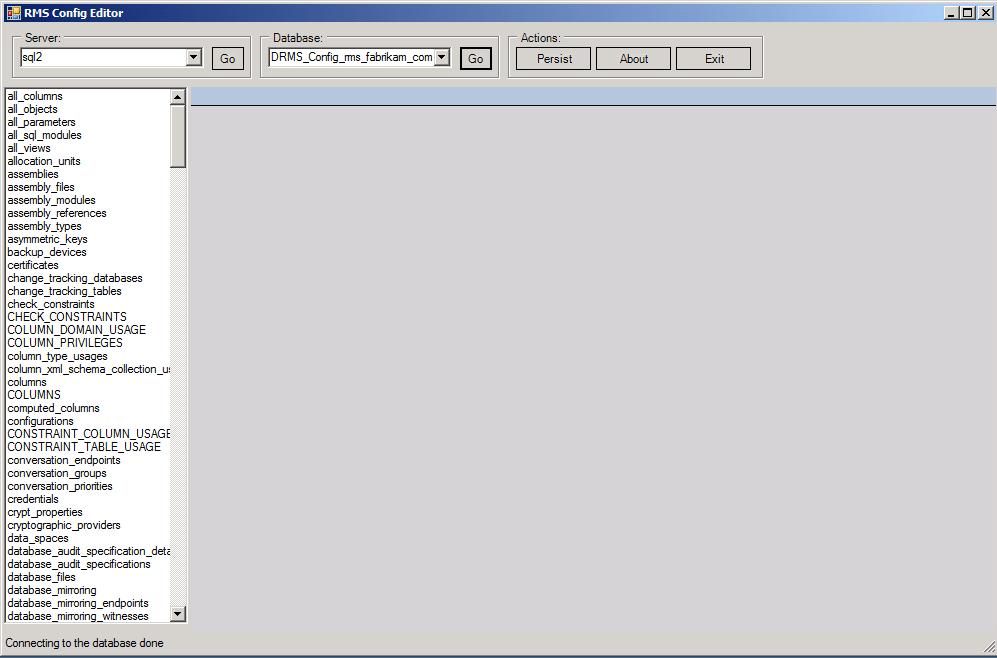 RMS Config Editor
Server:
sql2
Go
Database:
DRMS_Config_rms_fabrikam_com
Go
Actions:
Persist
About
Exit
all_columns
all_objects
all_parameters
all_sql_modules
all_views
allocation_units
assemblies
assembly_files
assembly_modules
assembly_references
assembly_types
asymmetric_keys
backup_devices
certificates
change_tracking_databases
change_tracking_tables
check_constraints
CHECK_CONSTRAINTS
COLUMN_DOMAIN_USAGE
COLUMN_PRIVILEGES
column_type_usages
column_xml_schema_collection_us
columns
COLUMNS
computed_columns
configurations
CONSTRAINT_COLUMN_USAGE
CONSTRAINT_TABLE_USAGE
conversation_endpoints
conversation_groups
conversation_priorities
credentials
crypt_properties
cryptographic_providers
data_spaces
database_audit_specification_deta
database_audit_specifications
database_files
database_mirroring
database_mirroring_endpoints
database_mirroring_witnesses
Connecting to the database done